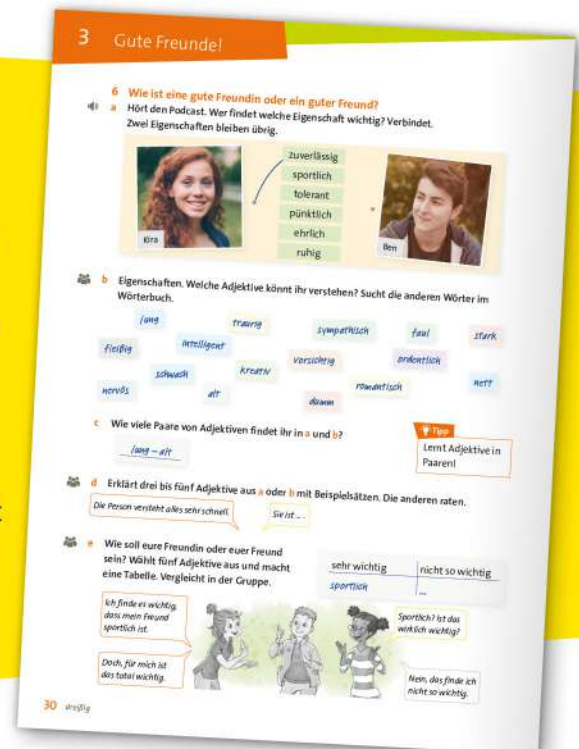 3 Gute Freunde!
6 Wie ist eine gute Freundin oder ein guter Freund?
a Hört den Podcast. Wer findet welche Eigenschaft wichtig? Verbindet.
Zwei Eigenschaften bleiben übrig.
zuverlässig
sportlich
tolerant
pünktlich
ehrlich
ruhig
Kira
Ben
b Eigenschaften. Welche Adjektive könnt ihr verstehen? Sucht die anderen Wörter im
Wörterbuch.
jung traurig sympathisch faul stark
fleißig intelligent vorsichtig ordentlich
schwach kreativ romantisch nett
nervös alt dumm
c Wie viele Paare von Adjektiven findet ihr in a und b?
jung – alt
Tipp
Lernt Adjektive in
Paaren!
d Erklärt drei bis fünf Adjektive aus a oder b mit Beispielsätzen. Die anderen raten.
Die Person versteht alles sehr schnell.
Sie ist ...
e Wie soll eure Freundin oder euer Freund
sein? Wählt fünf Adjektive aus und macht
eine Tabelle. Vergleicht in der Gruppe.
sehr wichtig nicht so wichtig
sportlich ...
Ich finde es wichtig,
dass mein Freund
sportlich ist.
Sportlich? Ist das
wirklich wichtig?
Doch, für mich ist
das total wichtig.
Nein, das finde ich
nicht so wichtig.
30 dreißig